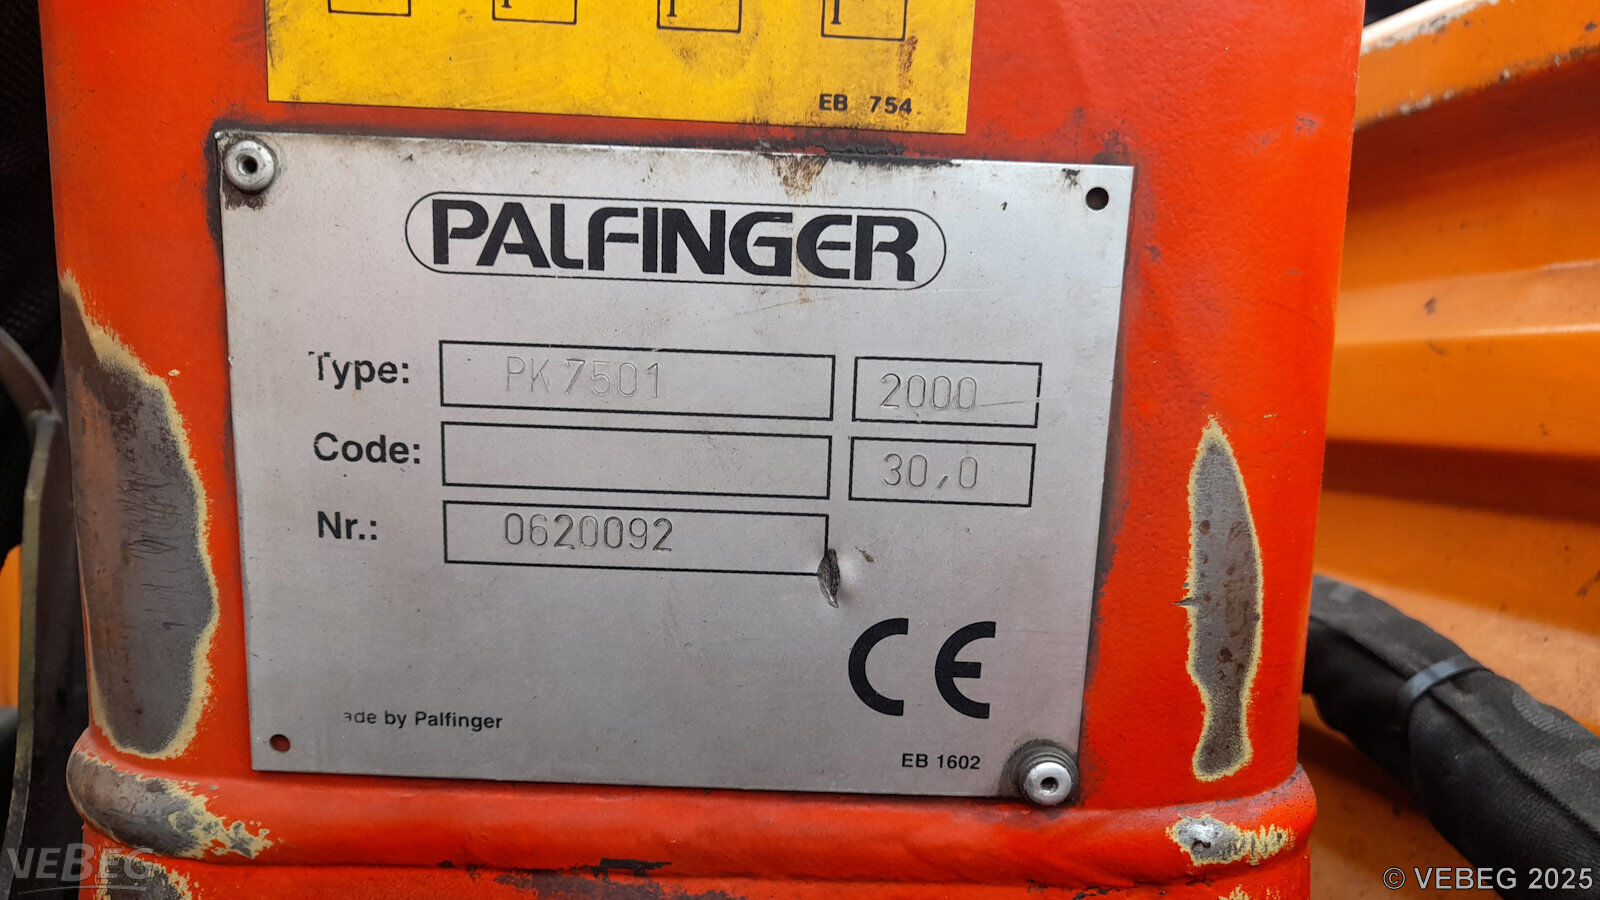 EB 754
PALFINGER
Type: PK 7501 2000
Code: 30,0
Nr.: 0620092
CE
ade by Palfinger
EB 1602
VEBEG
© VEBEG 2025